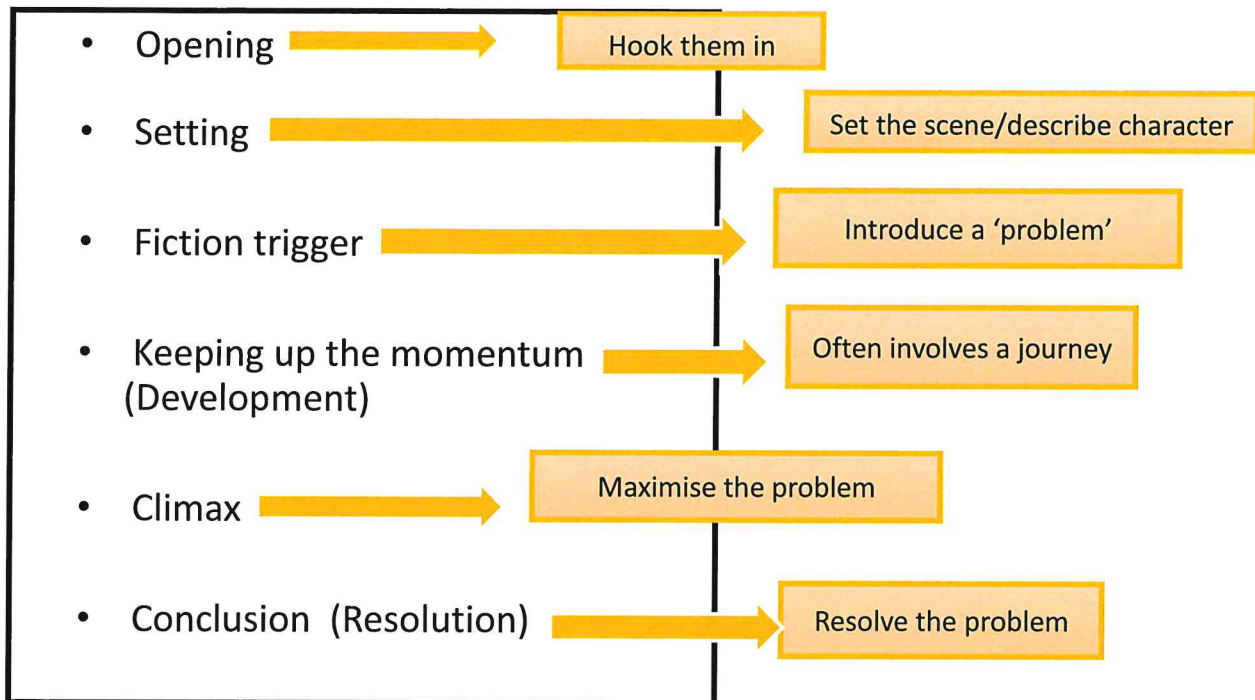 • Opening
Hook them in
• Setting
Set the scene/describe character
• Fiction trigger
Introduce a ‘problem’
• Keeping up the momentum
(Development)
Often involves a journey
• Climax
Maximise the problem
• Conclusion (Resolution)
Resolve the problem